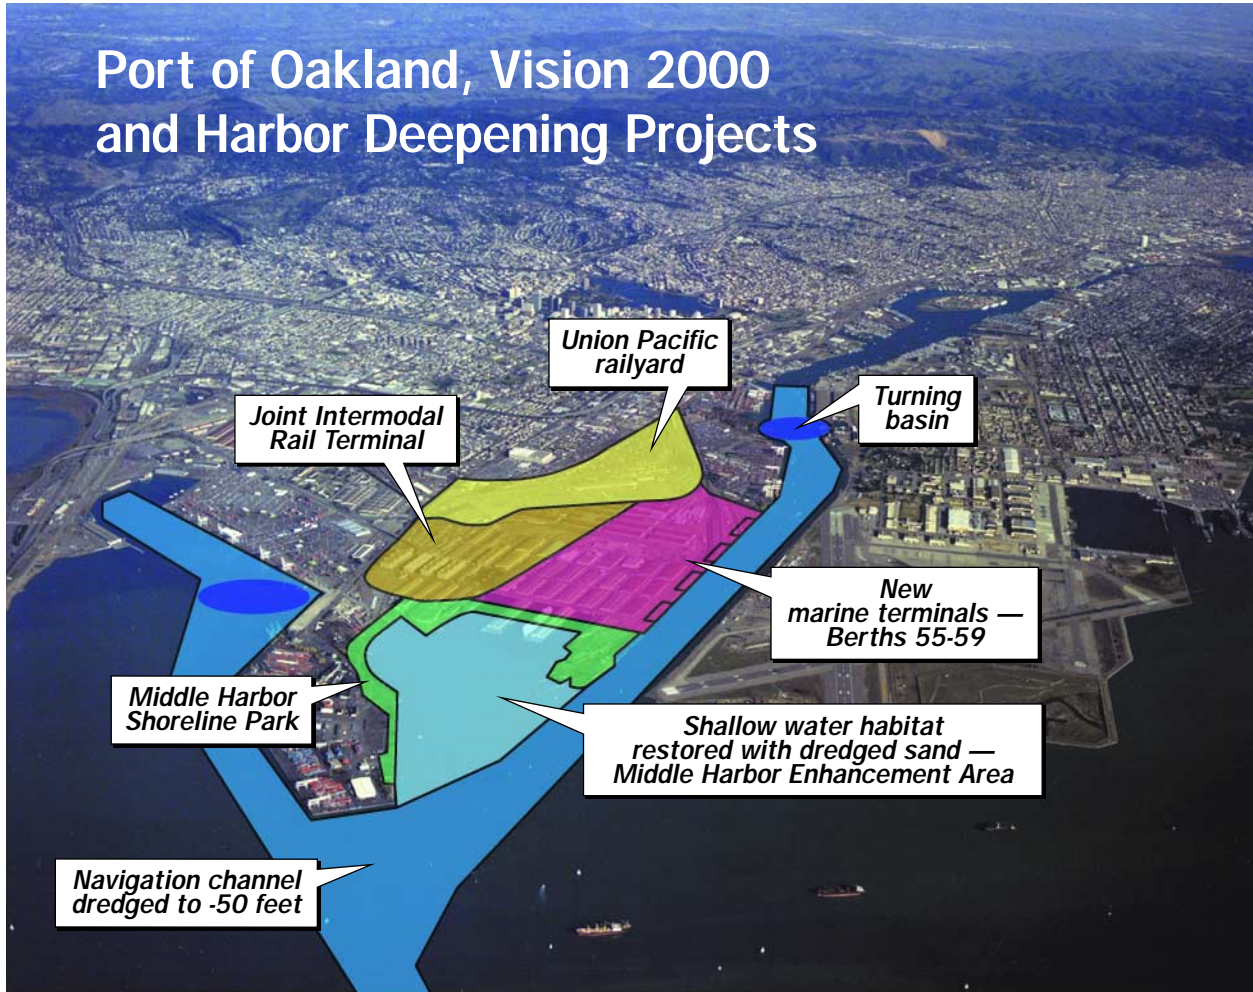 Port of Oakland, Vision 2000
and Harbor Deepening Projects
Union Pacific
railyard
Turning
basin
Joint Intermodal
Rail Terminal
New
marine terminals —
Berths 55-59
Middle Harbor
Shoreline Park
Shallow water habitat
restored with dredged sand —
Middle Harbor Enhancement Area
Navigation channel
dredged to -50 feet